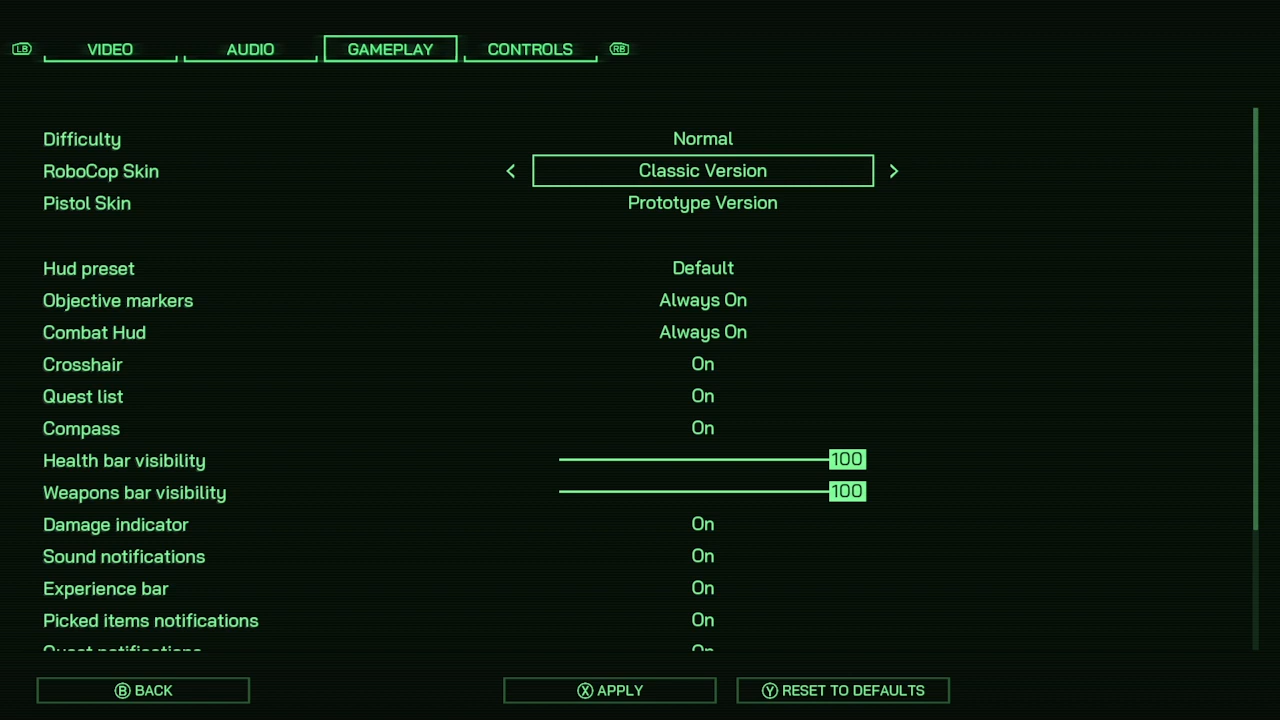 LB VIDEO AUDIO GAMEPLAY CONTROLS RB
Difficulty Normal
RoboCop Skin < Classic Version >
Pistol Skin Prototype Version
Hud preset Default
Objective markers Always On
Combat Hud Always On
Crosshair On
Quest list On
Compass On
Health bar visibility 100
Weapons bar visibility 100
Damage indicator On
Sound notifications On
Experience bar On
Picked items notifications On
Quest notifications On
B BACK X APPLY Y RESET TO DEFAULTS